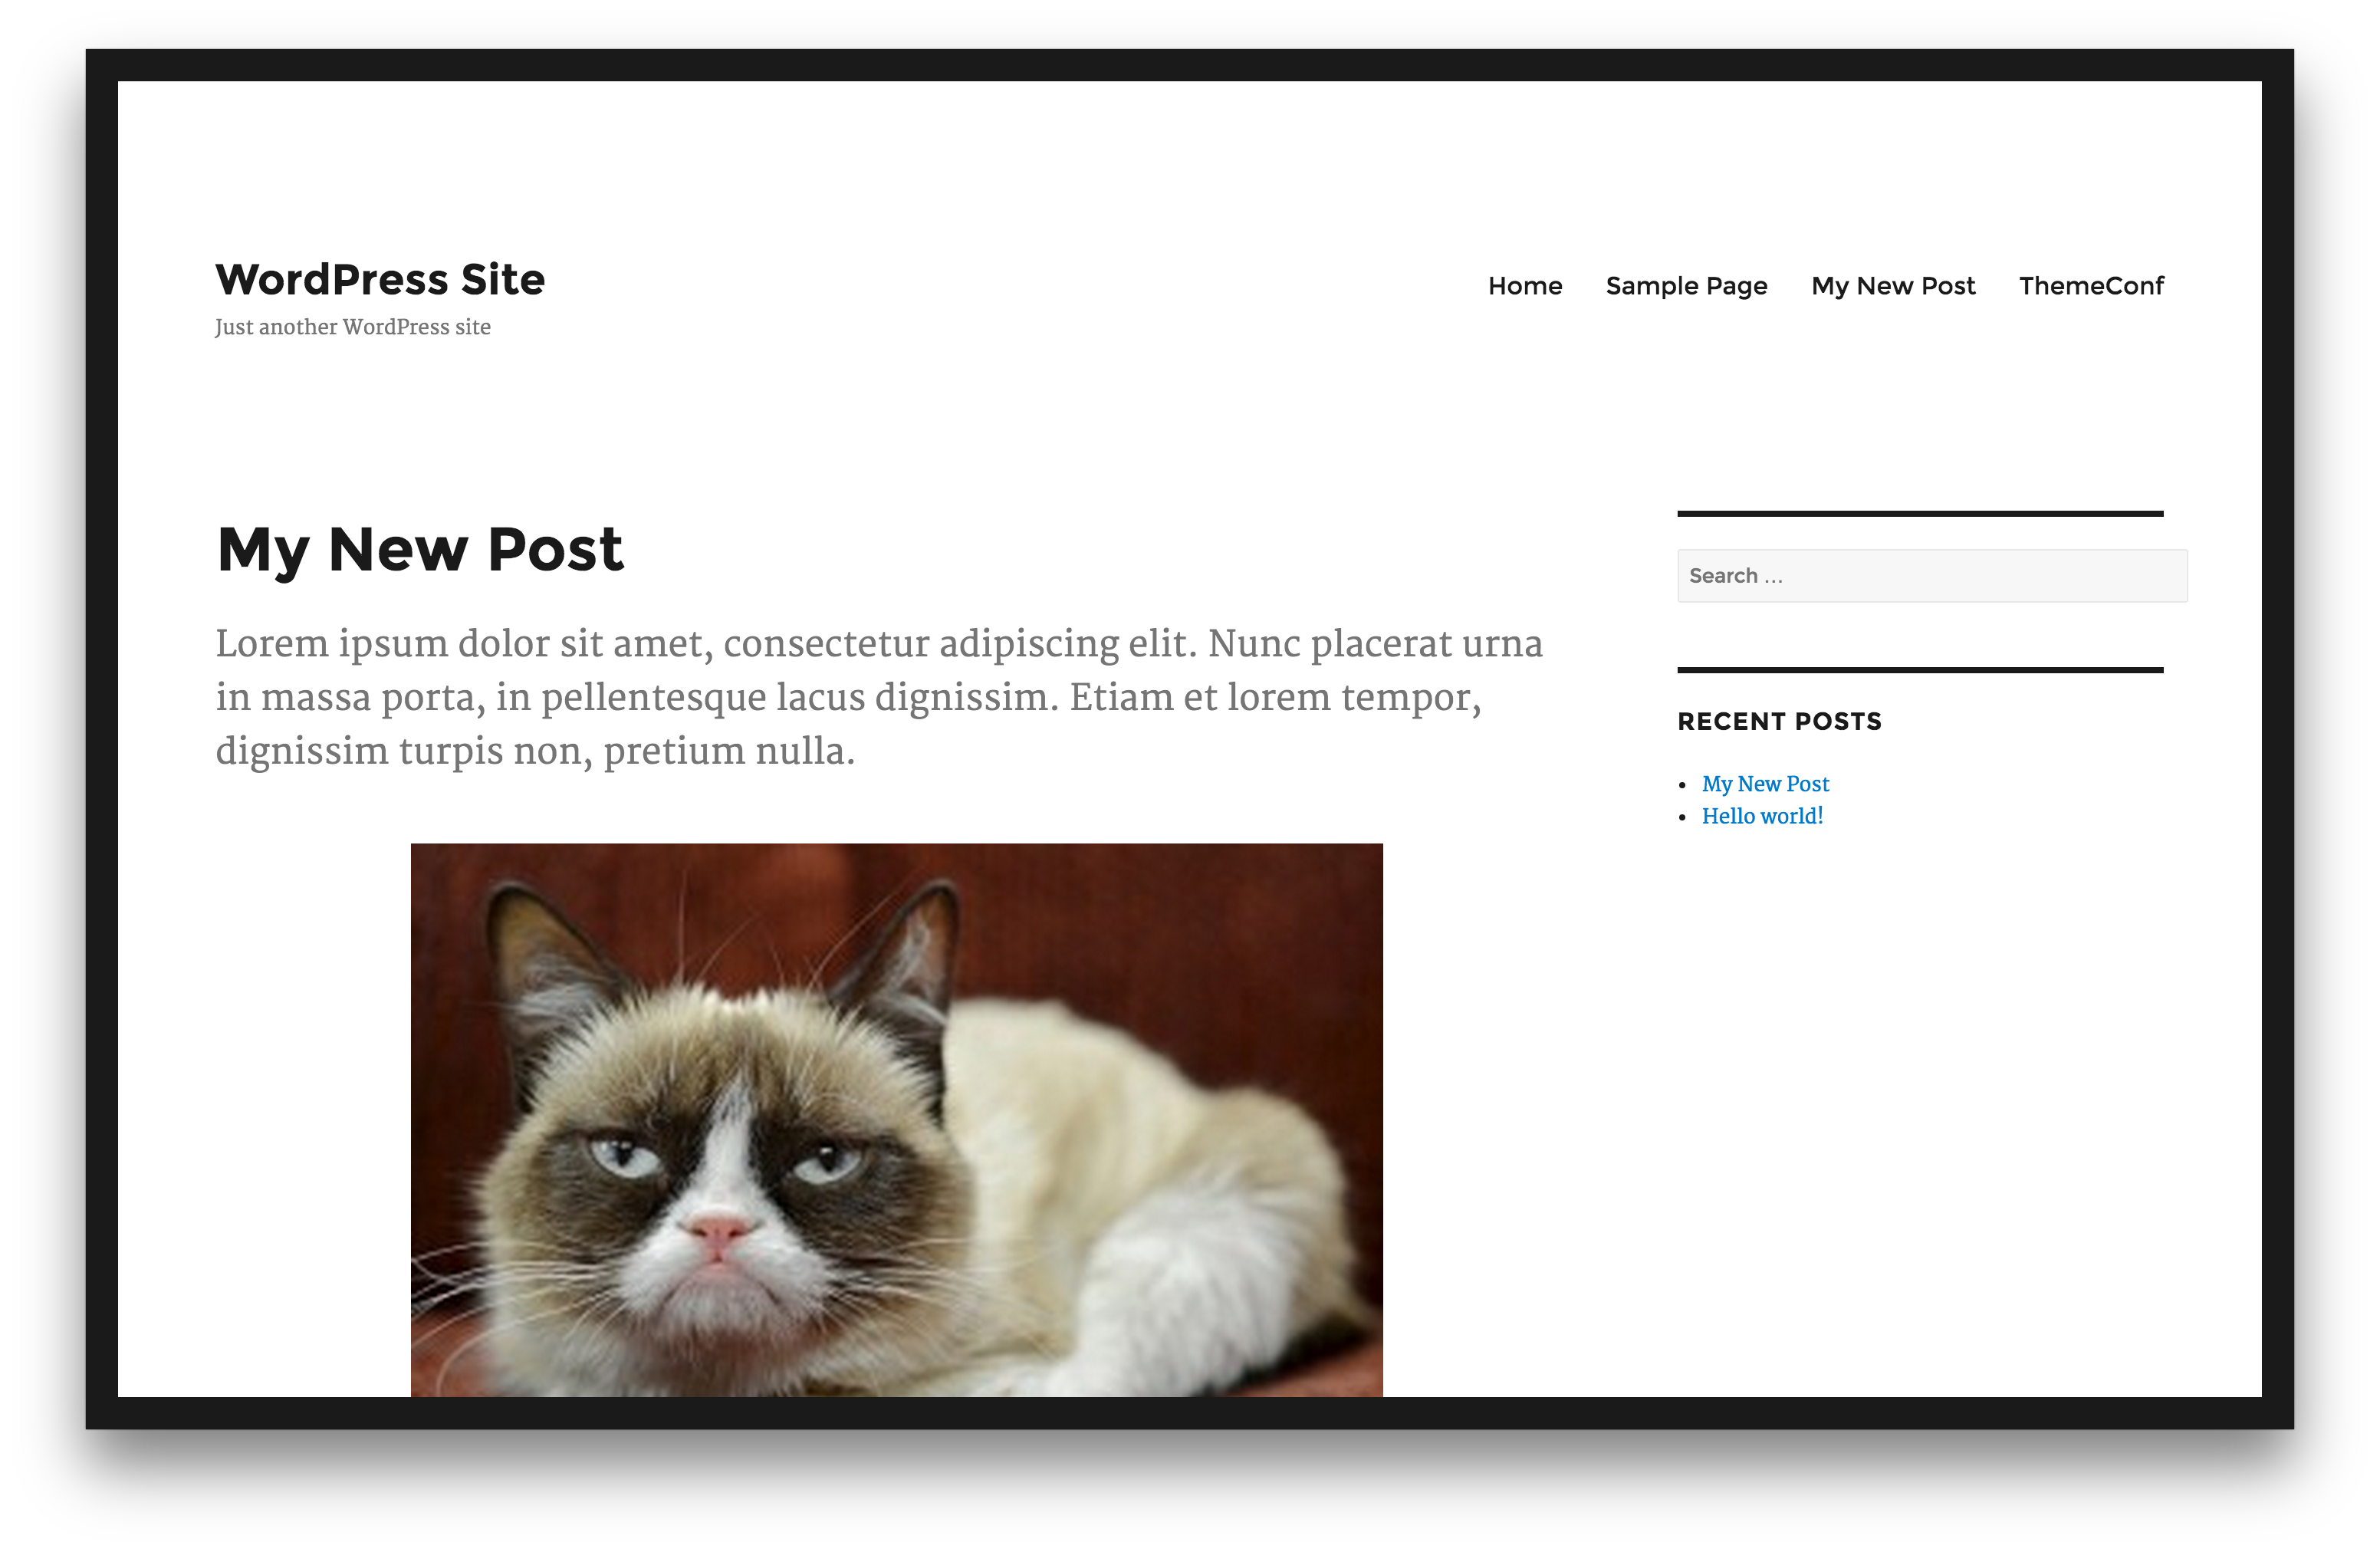 WordPress Site
Just another WordPress site
Home Sample Page My New Post ThemeConf
My New Post
Lorem ipsum dolor sit amet, consectetur adipiscing elit. Nunc placerat urna
in massa porta, in pellentesque lacus dignissim. Etiam et lorem tempor,
dignissim turpis non, pretium nulla.
Search …
RECENT POSTS
• My New Post
• Hello world!